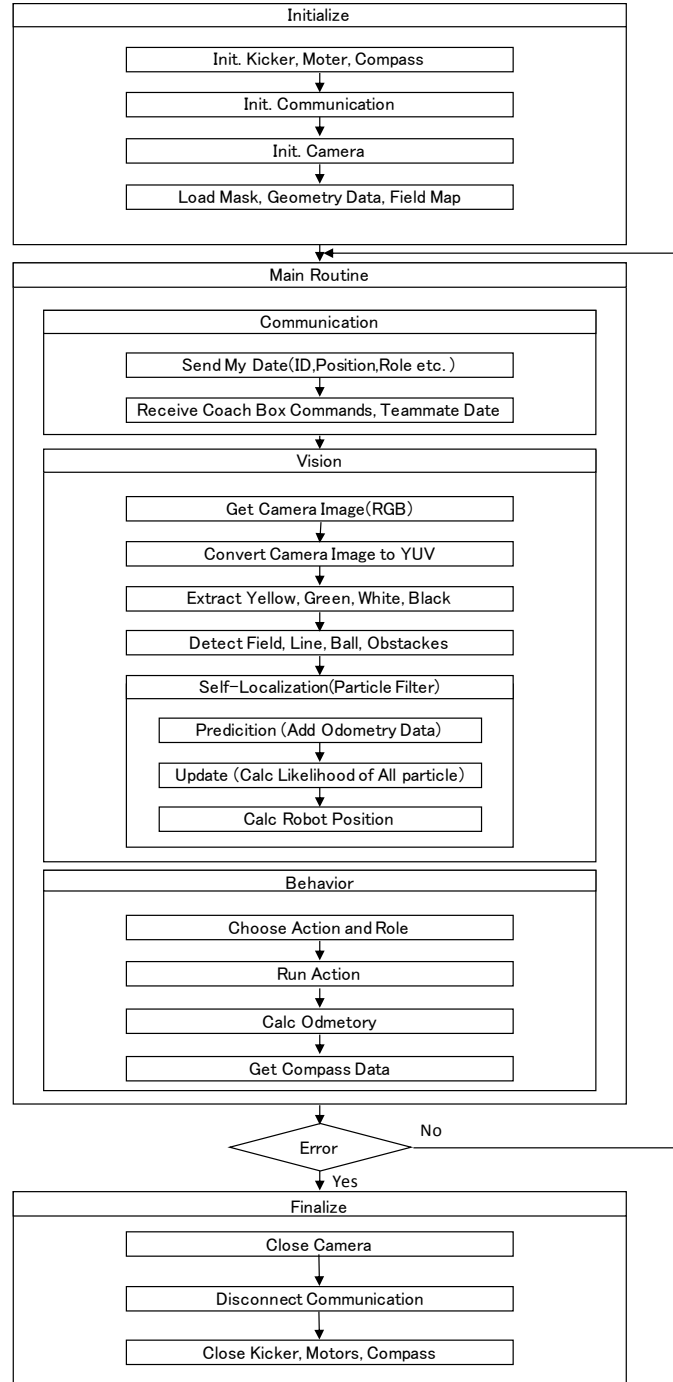 Initialize
Init. Kicker, Moter, Compass
Init. Communication
Init. Camera
Load Mask, Geometry Data, Field Map
Main Routine
Communication
Send My Date(ID,Position,Role etc. )
Receive Coach Box Commands, Teammate Date
Vision
Get Camera Image(RGB)
Convert Camera Image to YUV
Extract Yellow, Green, White, Black
Detect Field, Line, Ball, Obstackes
Self-Localization(Particle Filter)
Predicition (Add Odometry Data)
Update (Calc Likelihood of All particle)
Calc Robot Position
Behavior
Choose Action and Role
Run Action
Calc Odmetory
Get Compass Data
Error
No
Yes
Finalize
Close Camera
Disconnect Communication
Close Kicker, Motors, Compass